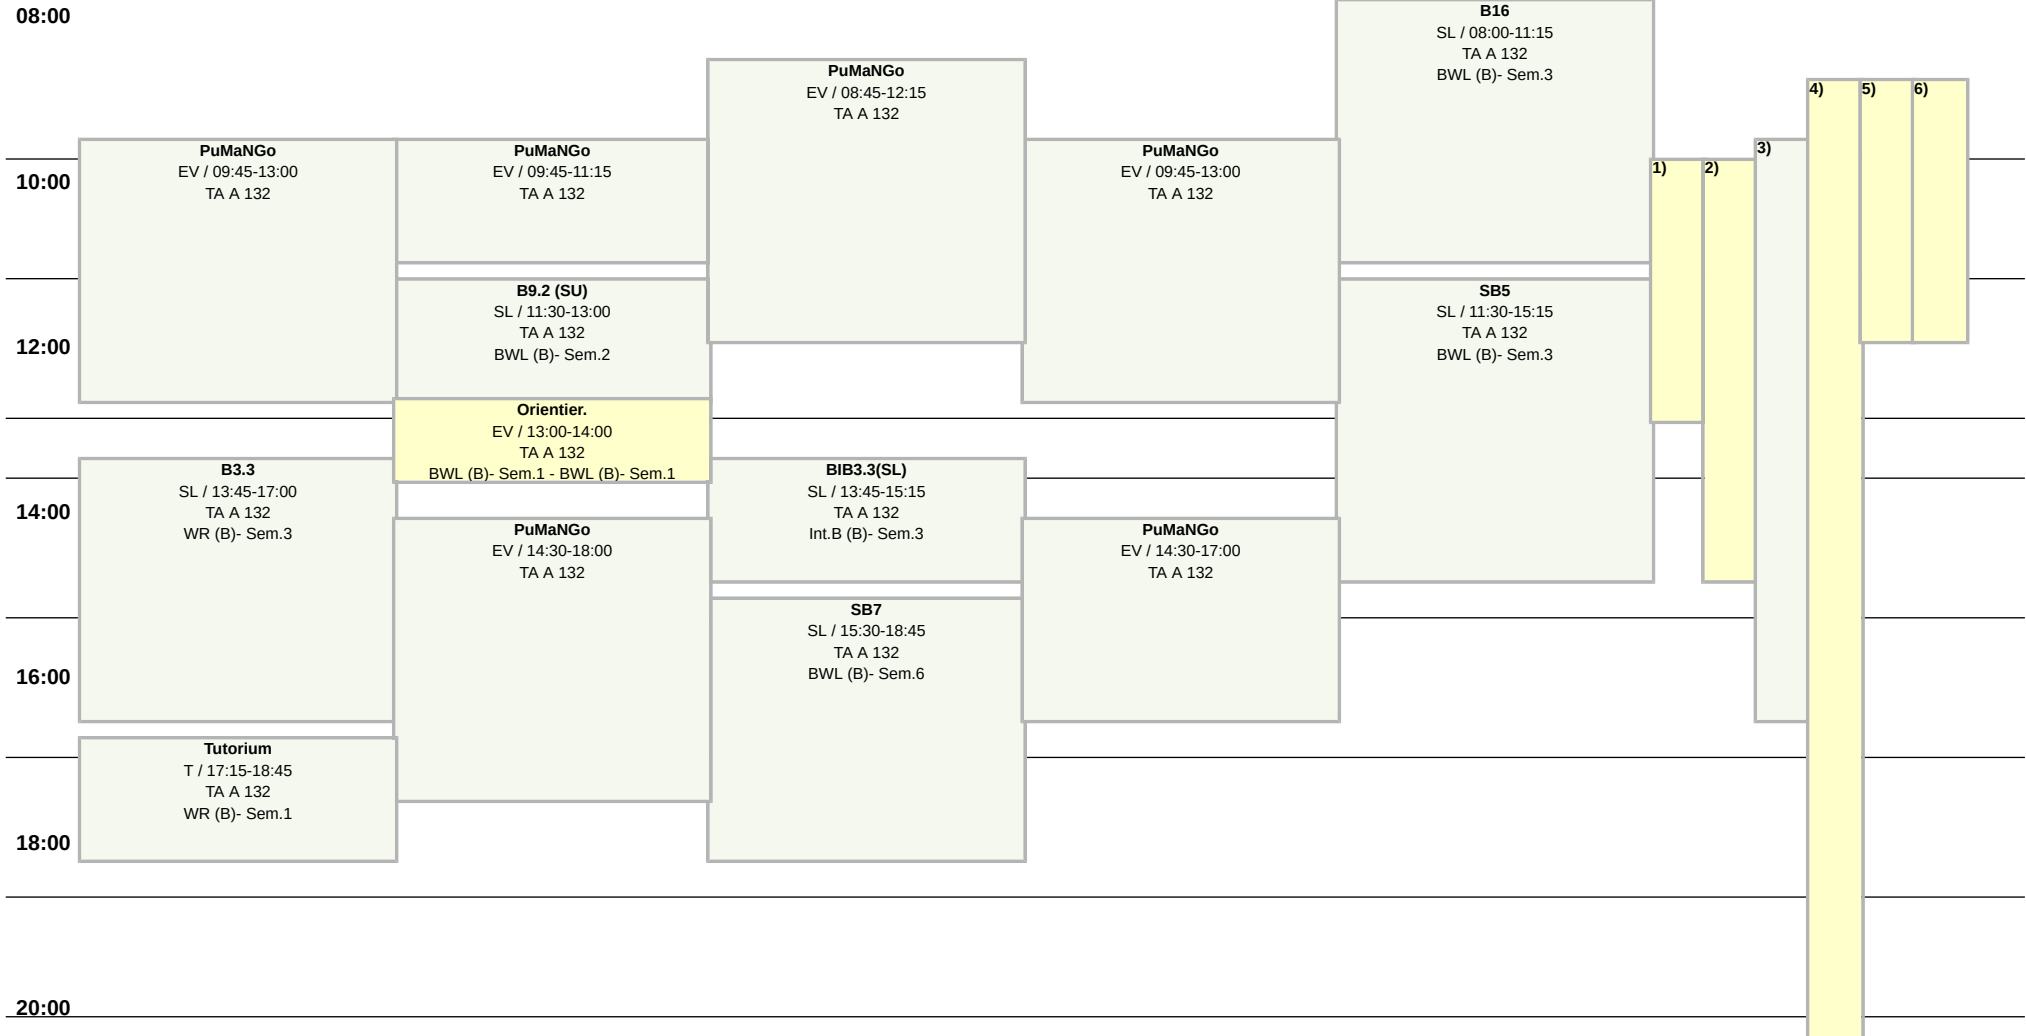 08:00
10:00
12:00
14:00
16:00
18:00
20:00
PuMaNGo
EV / 09:45-13:00
TA A 132
B3.3
SL / 13:45-17:00
TA A 132
WR (B)- Sem.3
Tutorium
T / 17:15-18:45
TA A 132
WR (B)- Sem.1
PuMaNGo
EV / 09:45-11:15
TA A 132
B9.2 (SU)
SL / 11:30-13:00
TA A 132
BWL (B)- Sem.2
Orientier.
EV / 13:00-14:00
TA A 132
BWL (B)- Sem.1 - BWL (B)- Sem.1
PuMaNGo
EV / 14:30-18:00
TA A 132
PuMaNGo
EV / 08:45-12:15
TA A 132
BIB3.3(SL)
SL / 13:45-15:15
TA A 132
Int.B (B)- Sem.3
SB7
SL / 15:30-18:45
TA A 132
BWL (B)- Sem.6
PuMaNGo
EV / 09:45-13:00
TA A 132
PuMaNGo
EV / 14:30-17:00
TA A 132
B16
SL / 08:00-11:15
TA A 132
BWL (B)- Sem.3
SB5
SL / 11:30-15:15
TA A 132
BWL (B)- Sem.3
1)
2)
3)
4)
5)
6)